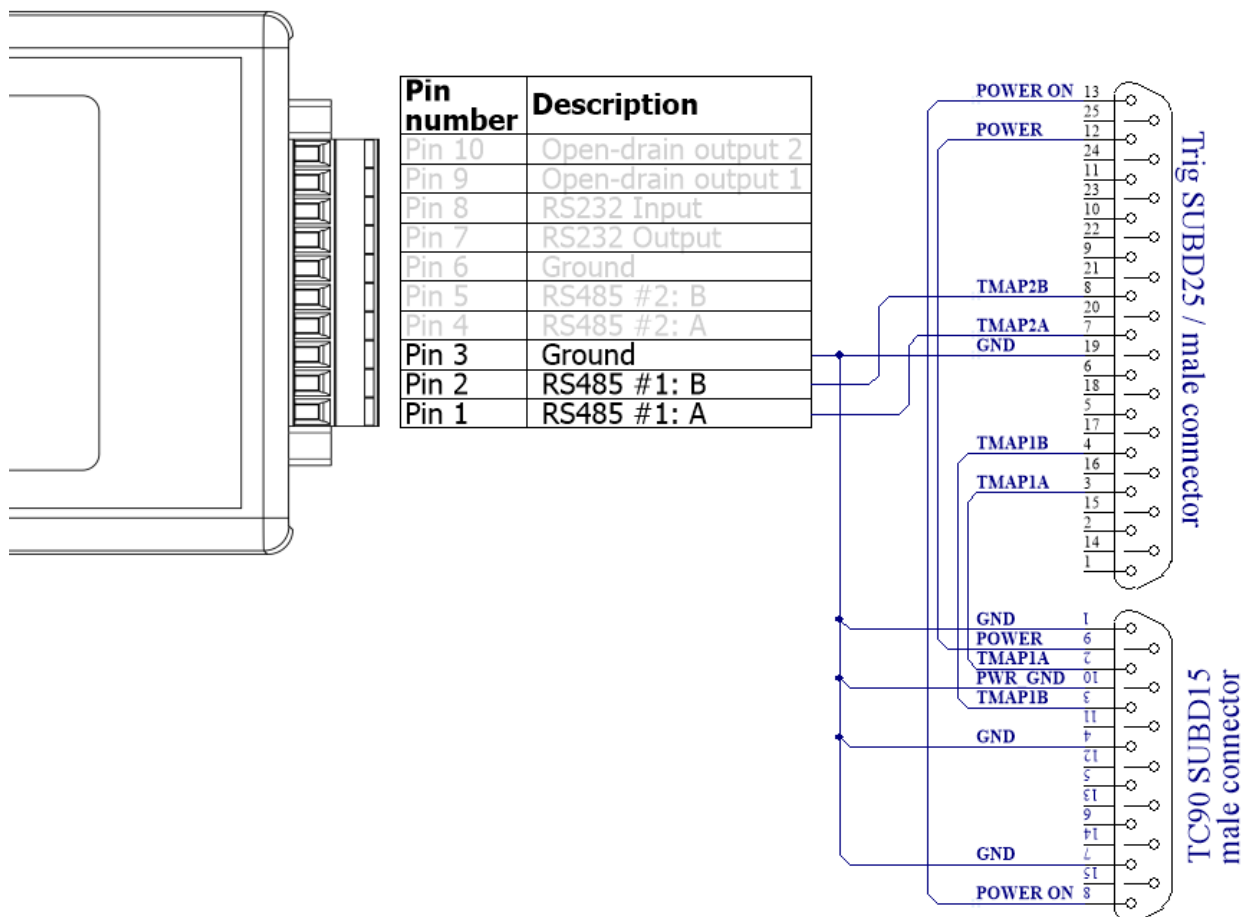 Pin number Description
Pin 10 Open-drain output 2
Pin 9 Open-drain output 1
Pin 8 RS232 Input
Pin 7 RS232 Output
Pin 6 Ground
Pin 5 RS485 #2: B
Pin 4 RS485 #2: A
Pin 3 Ground
Pin 2 RS485 #1: B
Pin 1 RS485 #1: A
POWER ON 13
25
POWER 12
24
11
23
10
22
9
21
TMAP2B 8
20
TMAP2A 7
GND 19
6
18
5
17
TMAP1B 4
16
TMAP1A 3
15
2
14
1
Trig SUBD25 / male connector
GND 1
POWER 9
TMAP1A 2
PWR GND 10
TMAP1B 3
11
GND 4
12
5
13
6
14
GND 7
15
POWER ON 8
TC90 SUBD15
male connector